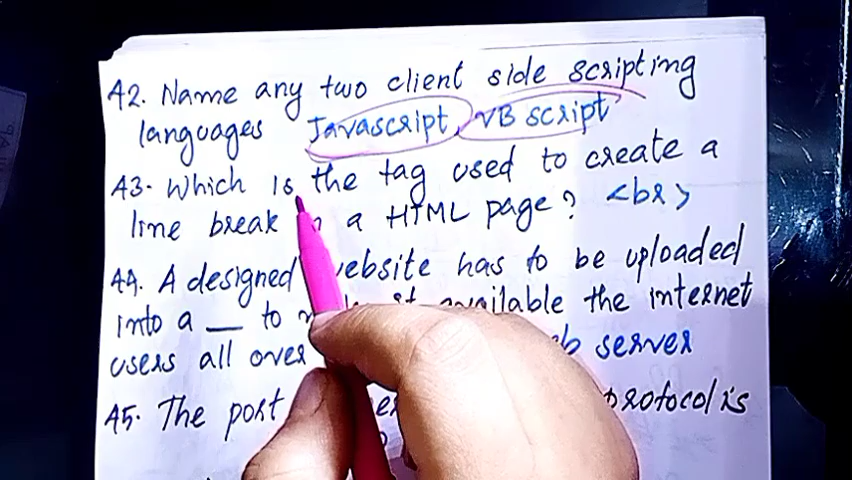 42. Name any two client side scripting
languages Javascript, VB script
43. Which is the tag used to create a
line break a HTML page? <br>
44. A designed website has to be uploaded
into a __ to available the internet
users all over server
45. The port protocol is